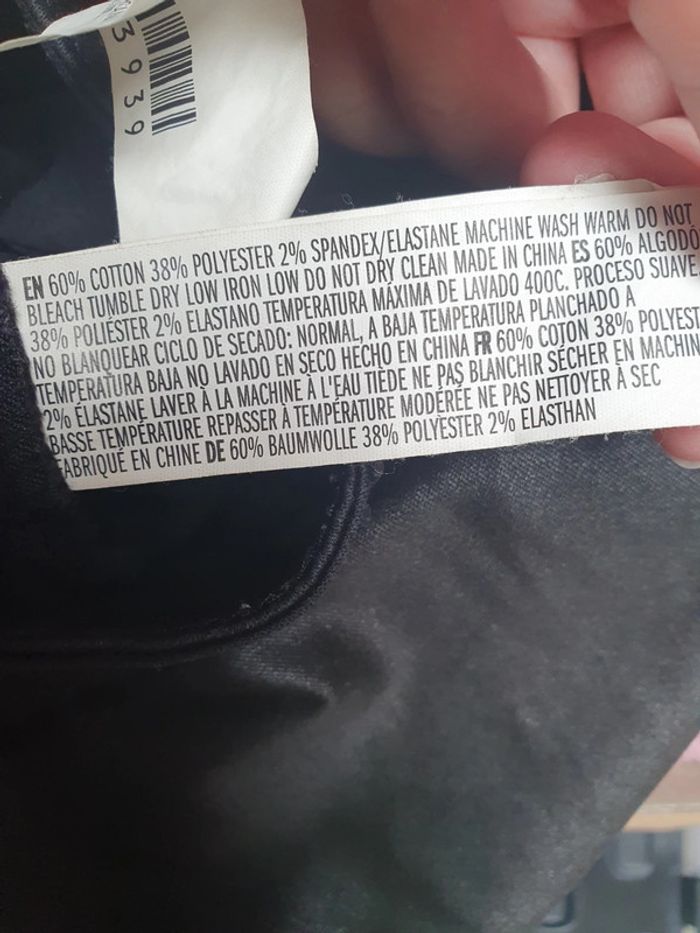 3939
EN 60% COTTON 38% POLYESTER 2% SPANDEX/ELASTANE MACHINE WASH WARM DO NOT
BLEACH TUMBLE DRY LOW IRON LOW DO NOT DRY CLEAN MADE IN CHINA ES 60% ALGODÓ
38% POLIÉSTER 2% ELASTANO TEMPERATURA MÁXIMA DE LAVADO 400C. PROCESO SUAVE
NO BLANQUEAR CICLO DE SECADO: NORMAL, A BAJA TEMPERATURA PLANCHADO A
TEMPERATURA BAJA NO LAVADO EN SECO HECHO EN CHINA FR 60% COTON 38% POLYEST
2% ÉLASTANE LAVER À LA MACHINE À L'EAU TIÈDE NE PAS BLANCHIR SÉCHER EN MACHIN
BASSE TEMPÉRATURE REPASSER À TEMPÉRATURE MODÉRÉE NE PAS NETTOYER À SEC
FABRIQUÉ EN CHINE DE 60% BAUMWOLLE 38% POLYESTER 2% ELASTHAN